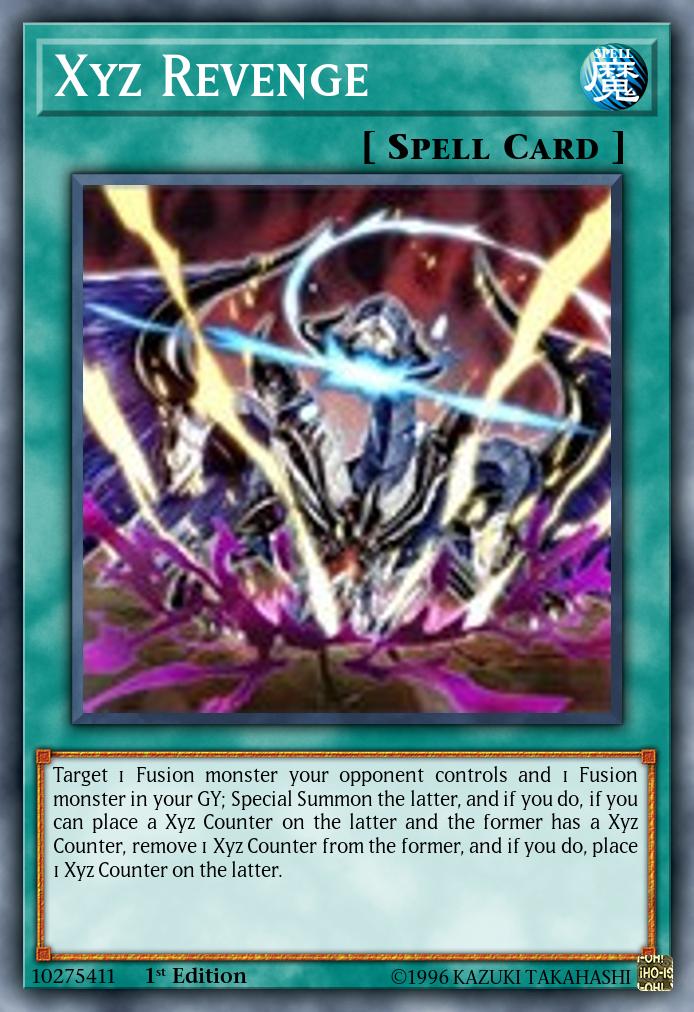 Xyz Revenge
SPELL
魔
[ Spell Card ]
Target 1 Fusion monster your opponent controls and 1 Fusion
monster in your GY; Special Summon the latter, and if you do, if you
can place a Xyz Counter on the latter and the former has a Xyz
Counter, remove 1 Xyz Counter from the former, and if you do, place
1 Xyz Counter on the latter.
10275411 1st Edition ©1996 KAZUKI TAKAHASHI